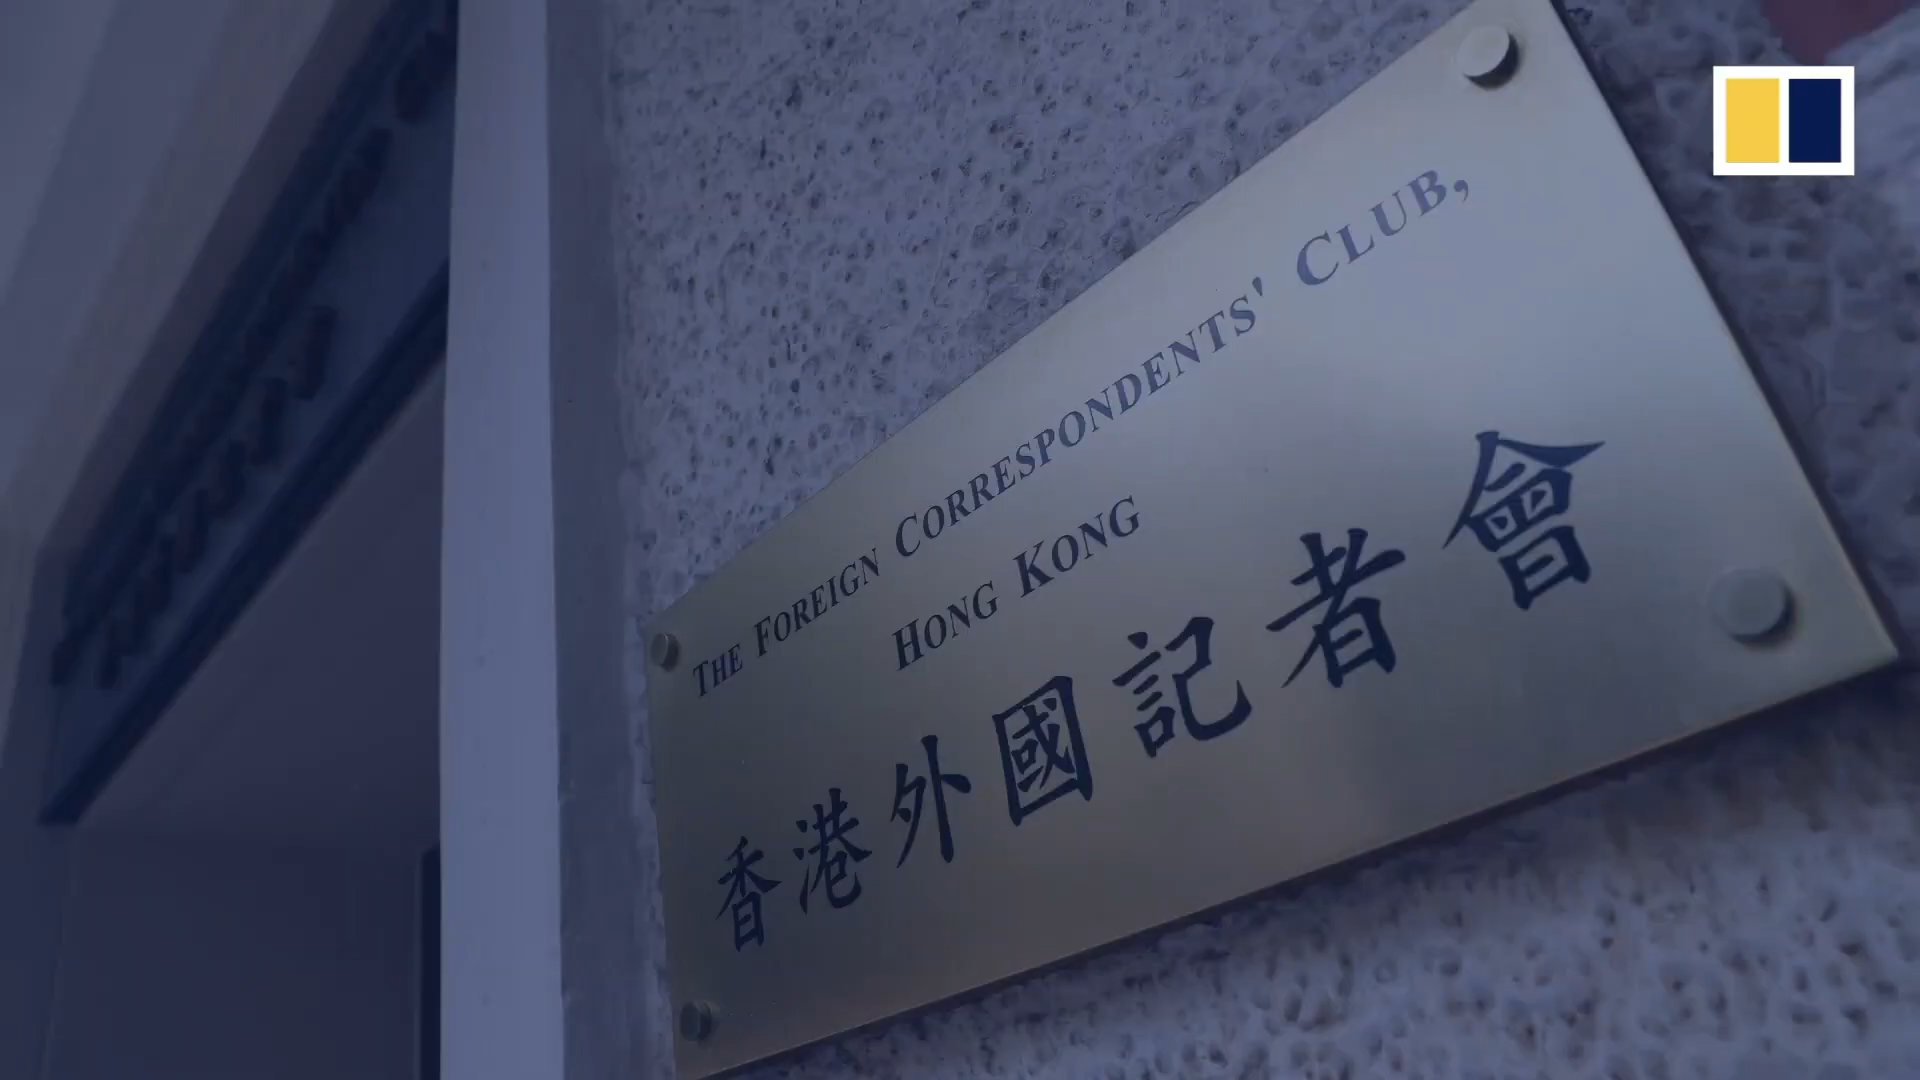 THE FOREIGN CORRESPONDENTS' CLUB,
HONG KONG
香港外國記者會